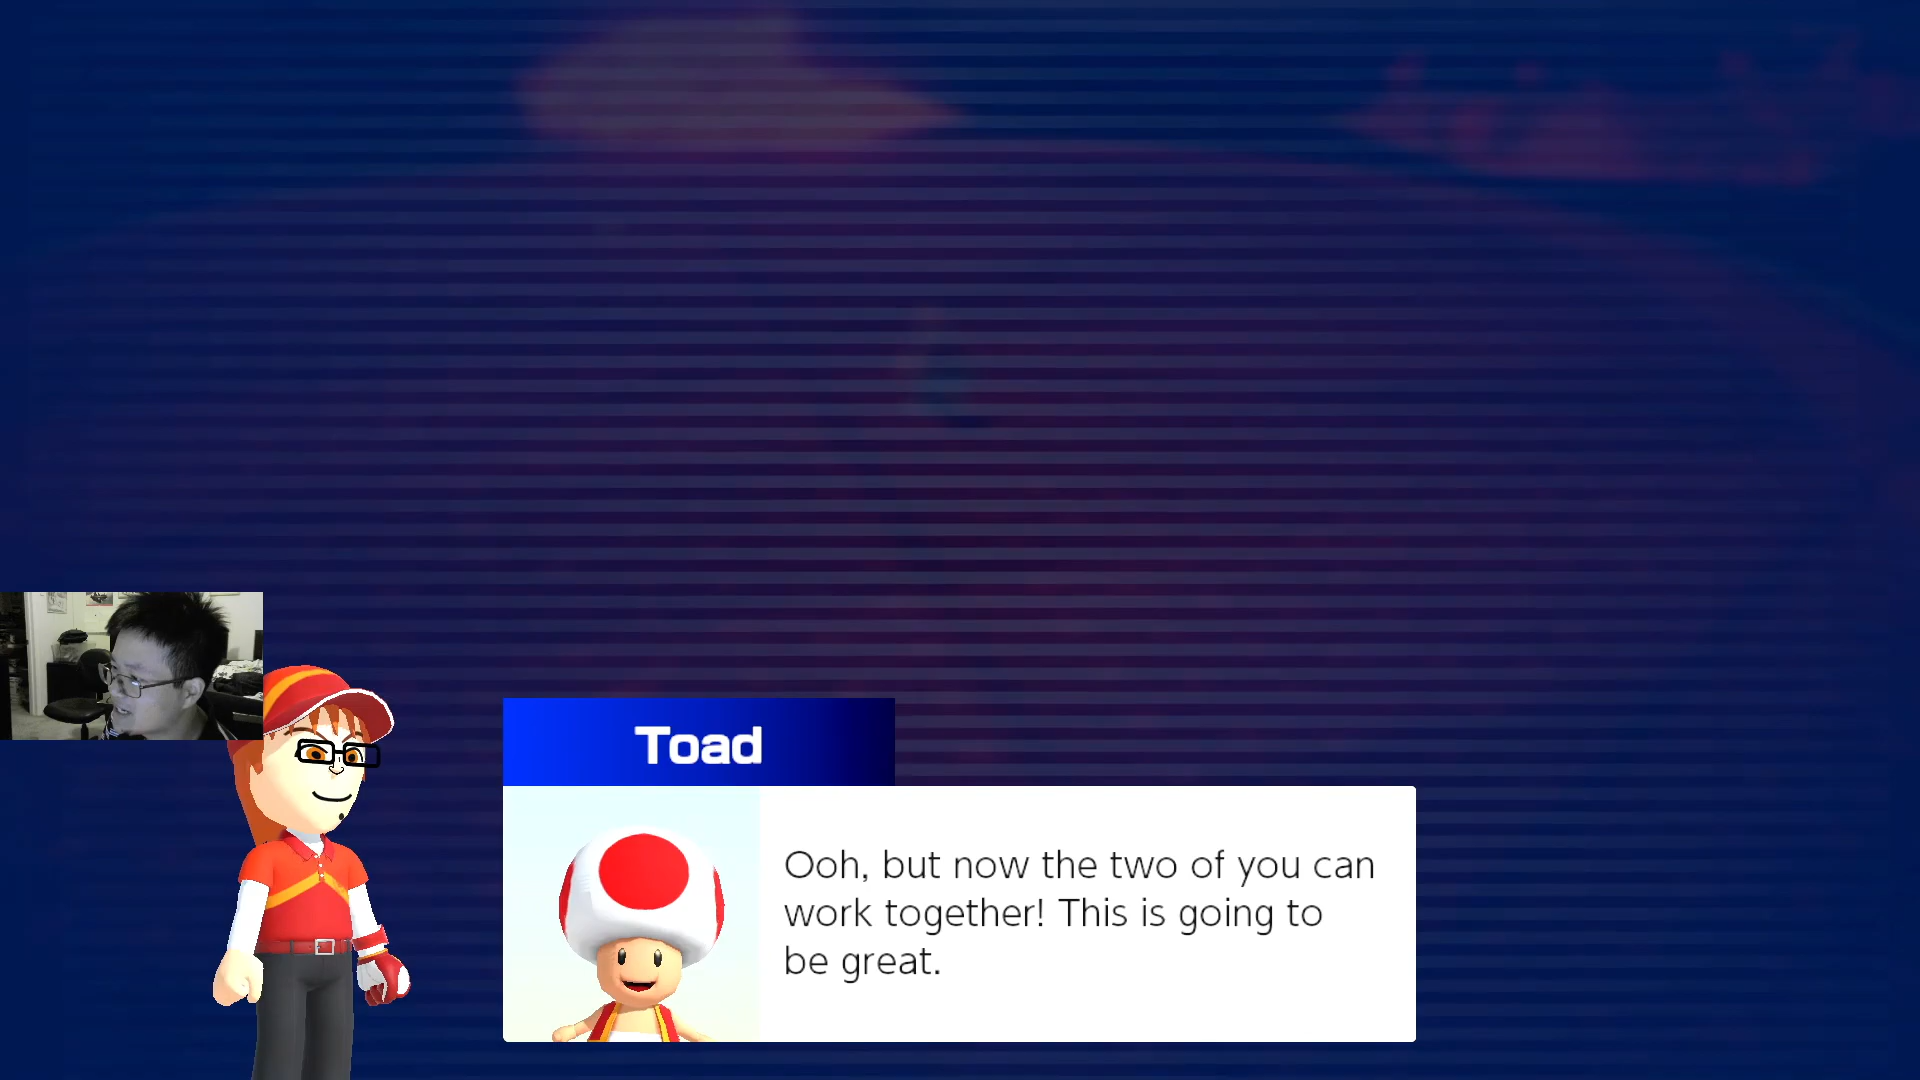 Toad
Ooh, but now the two of you can
work together! This is going to
be great.